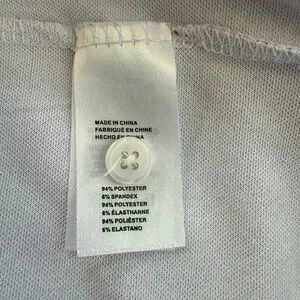 MADE IN CHINA
FABRIQUÉ EN CHINE
HECHO EN CHINA
94% POLYESTER
6% SPANDEX
94% POLYESTER
6% ÉLASTHANNE
94% POLIÉSTER
6% ELASTANO